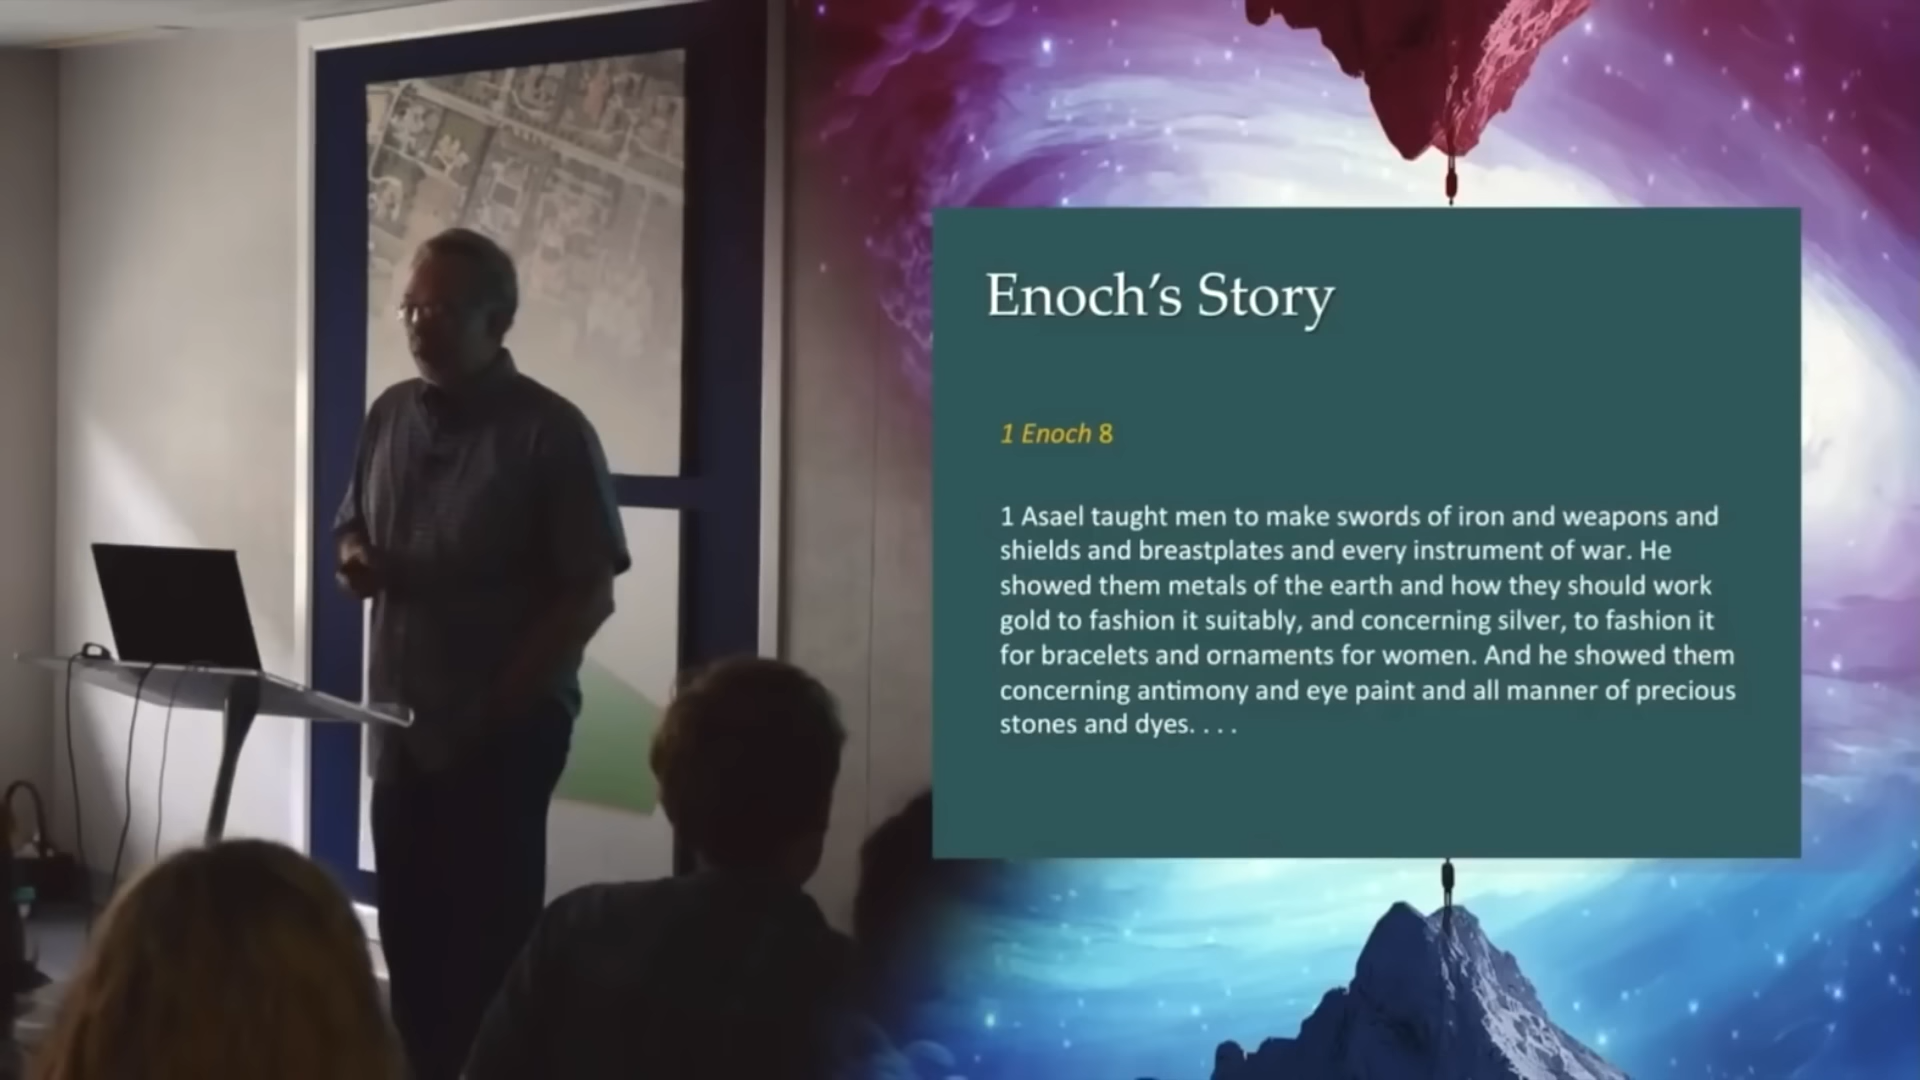 Enoch's Story
1 Enoch 8
1 Asael taught men to make swords of iron and weapons and
shields and breastplates and every instrument of war. He
showed them metals of the earth and how they should work
gold to fashion it suitably, and concerning silver, to fashion it
for bracelets and ornaments for women. And he showed them
concerning antimony and eye paint and all manner of precious
stones and dyes. . . .